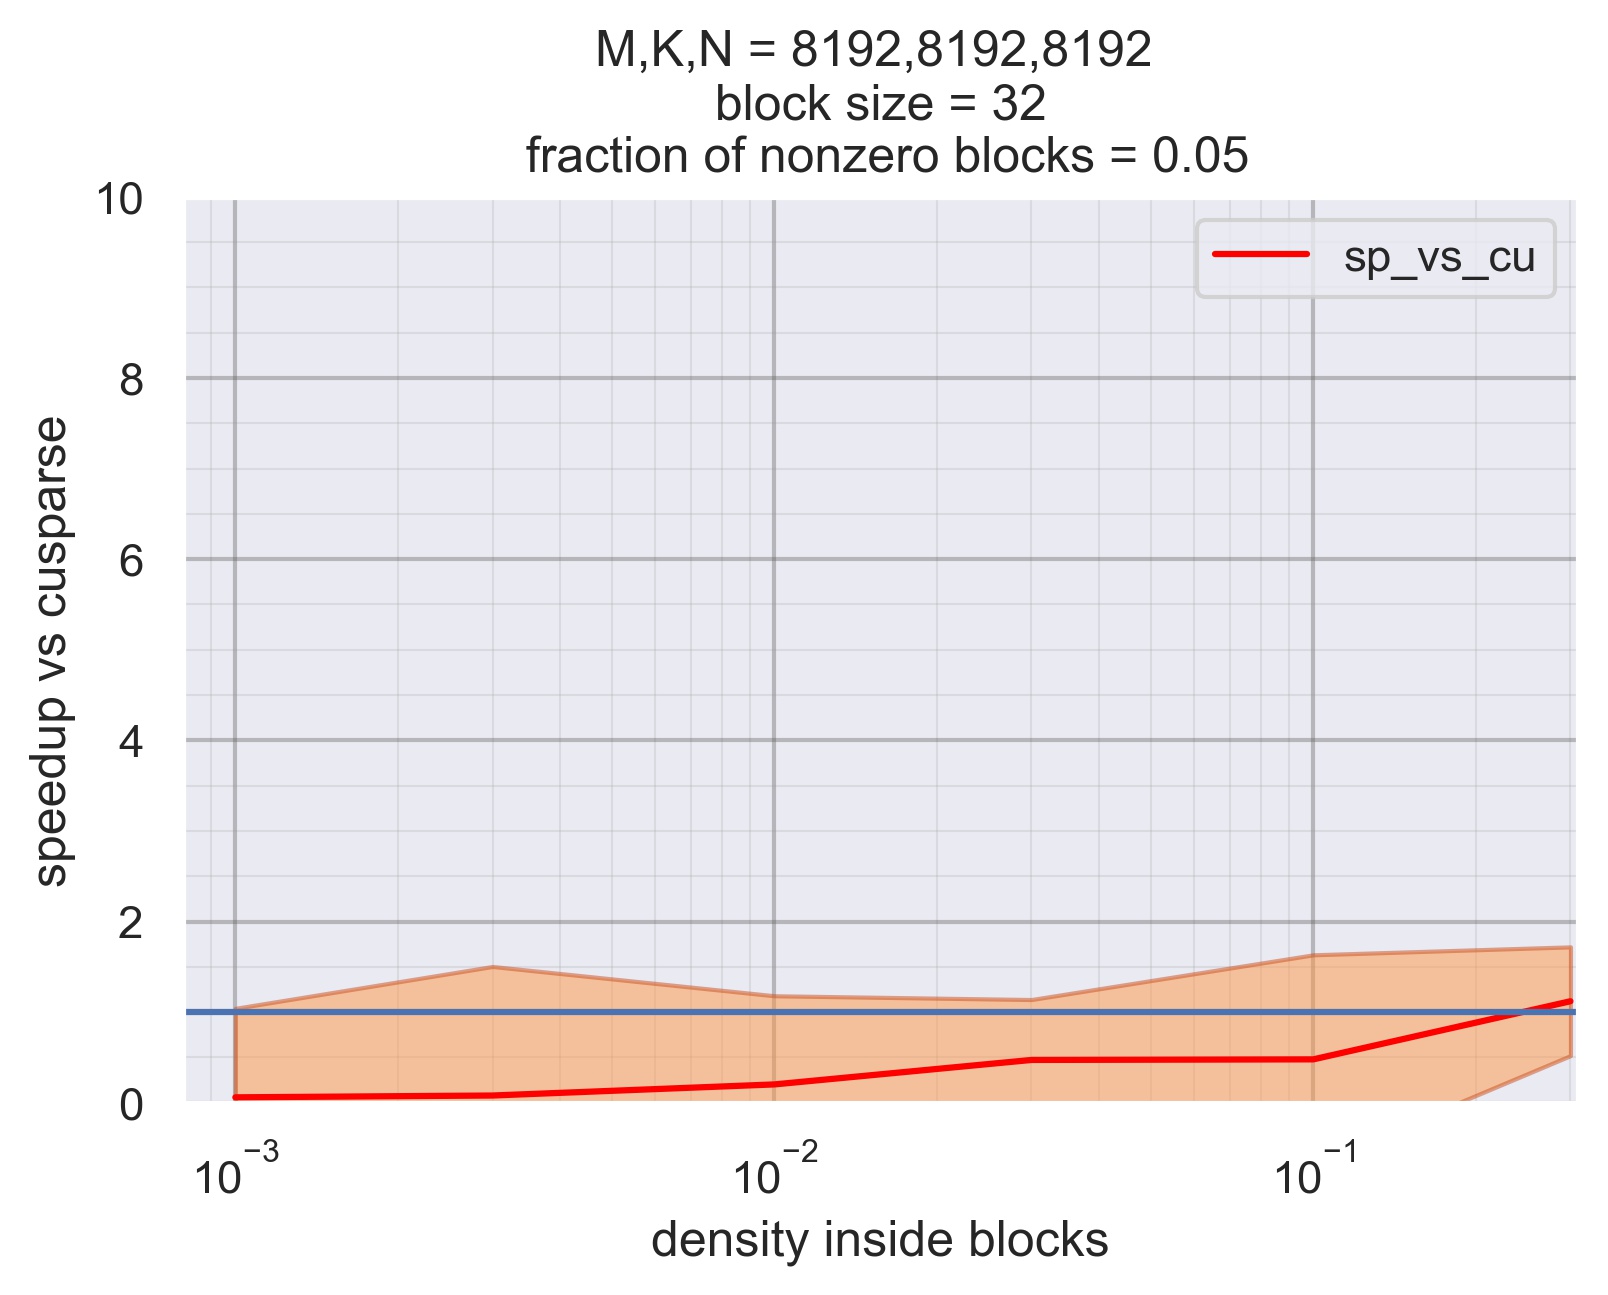 M,K,N = 8192,8192,8192
block size = 32
fraction of nonzero blocks = 0.05
sp_vs_cu
speedup vs cusparse
10
8
6
4
2
0
10⁻³ 10⁻² 10⁻¹
density inside blocks